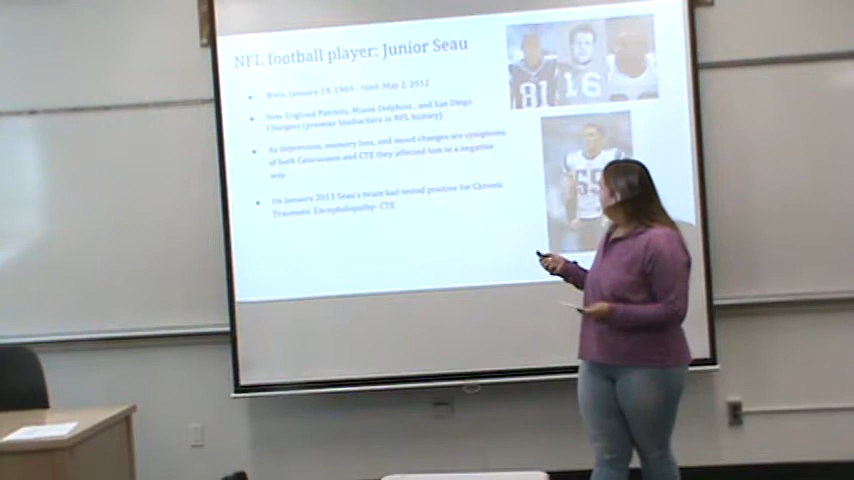 NFL football player: Junior Seau
Born: January 19, 1969 - Died: May 2, 2012
New England Patriots, Miami Dolphins , and San Diego
Chargers (premier linebackers in NFL history)
As depression, memory loss, and mood changes are symptoms
of both Concussion and CTE they affected him in a negative
way
On January 2013 Seau's brain had tested positive for Chronic
Traumatic Encephalopathy- CTE
81
16
55